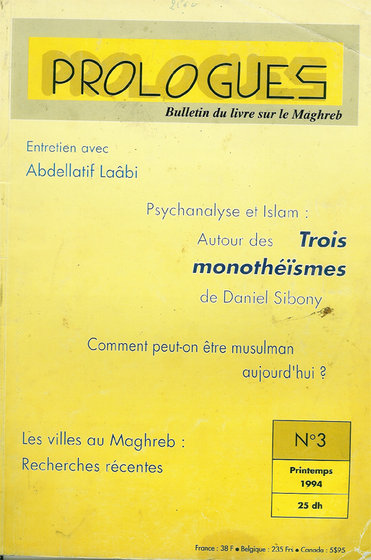 PROLOGUES
Bulletin du livre sur le Maghreb
Entretien avec
Abdellatif Laâbi
Psychanalyse et Islam :
Autour des Trois
monothéïsmes
de Daniel Sibony
Comment peut-on être musulman
aujourd'hui ?
Les villes au Maghreb :
Recherches récentes
N°3
Printemps
1994
25 dh
France : 38 F • Belgique : 235 Frs • Canada : 5$95